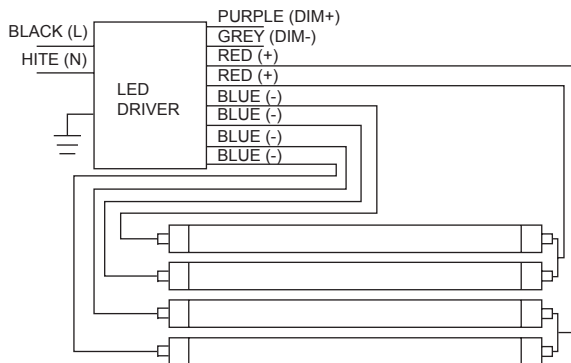 PURPLE (DIM+)
BLACK (L)
GREY (DIM-)
HITE (N)
RED (+)
RED (+)
LED
DRIVER
BLUE (-)
BLUE (-)
BLUE (-)
BLUE (-)